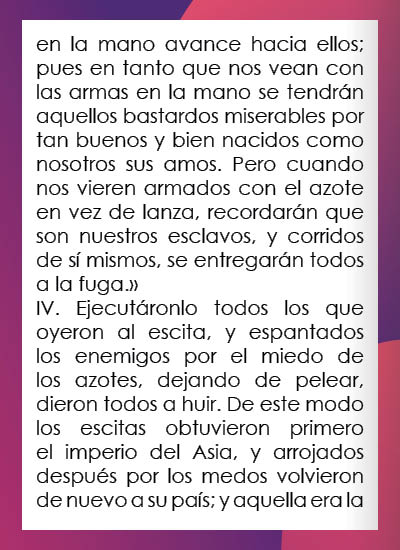 en la mano avance hacia ellos;
pues en tanto que nos vean con
las armas en la mano se tendrán
aquellos bastardos miserables por
tan buenos y bien nacidos como
nosotros sus amos. Pero cuando
nos vieren armados con el azote
en vez de lanza, recordarán que
son nuestros esclavos, y corridos
de sí mismos, se entregarán todos
a la fuga.»
IV. Ejecutáronlo todos los que
oyeron al escita, y espantados
los enemigos por el miedo de
los azotes, dejando de pelear,
dieron todos a huir. De este modo
los escitas obtuvieron primero
el imperio del Asia, y arrojados
después por los medos volvieron
de nuevo a su país; y aquella era la